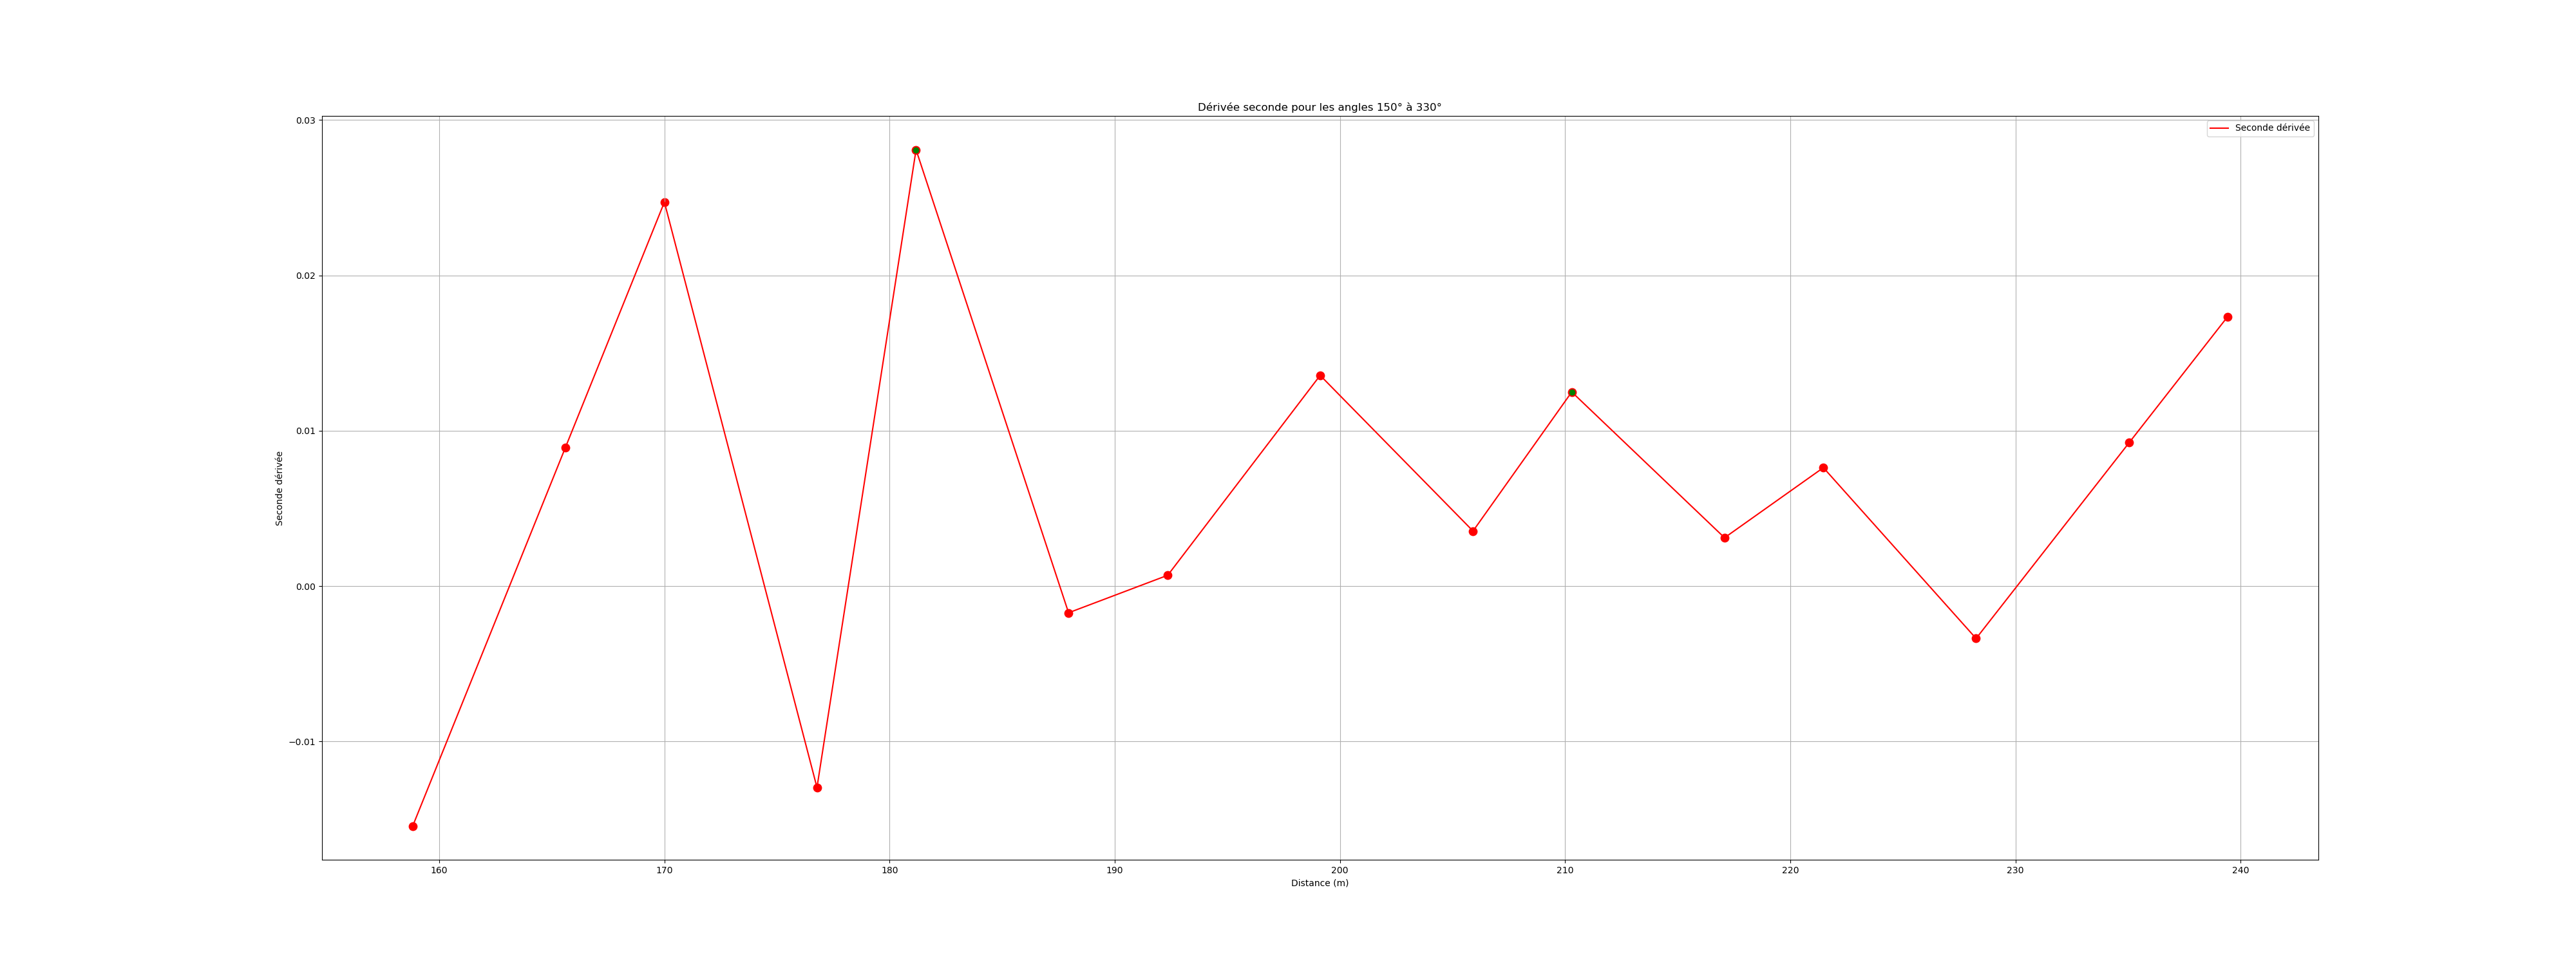 Dérivée seconde pour les angles 150° à 330°
Seconde dérivée
0.03
0.02
0.01
0.00
−0.01
Seconde dérivée
160 170 180 190 200 210 220 230 240
Distance (m)